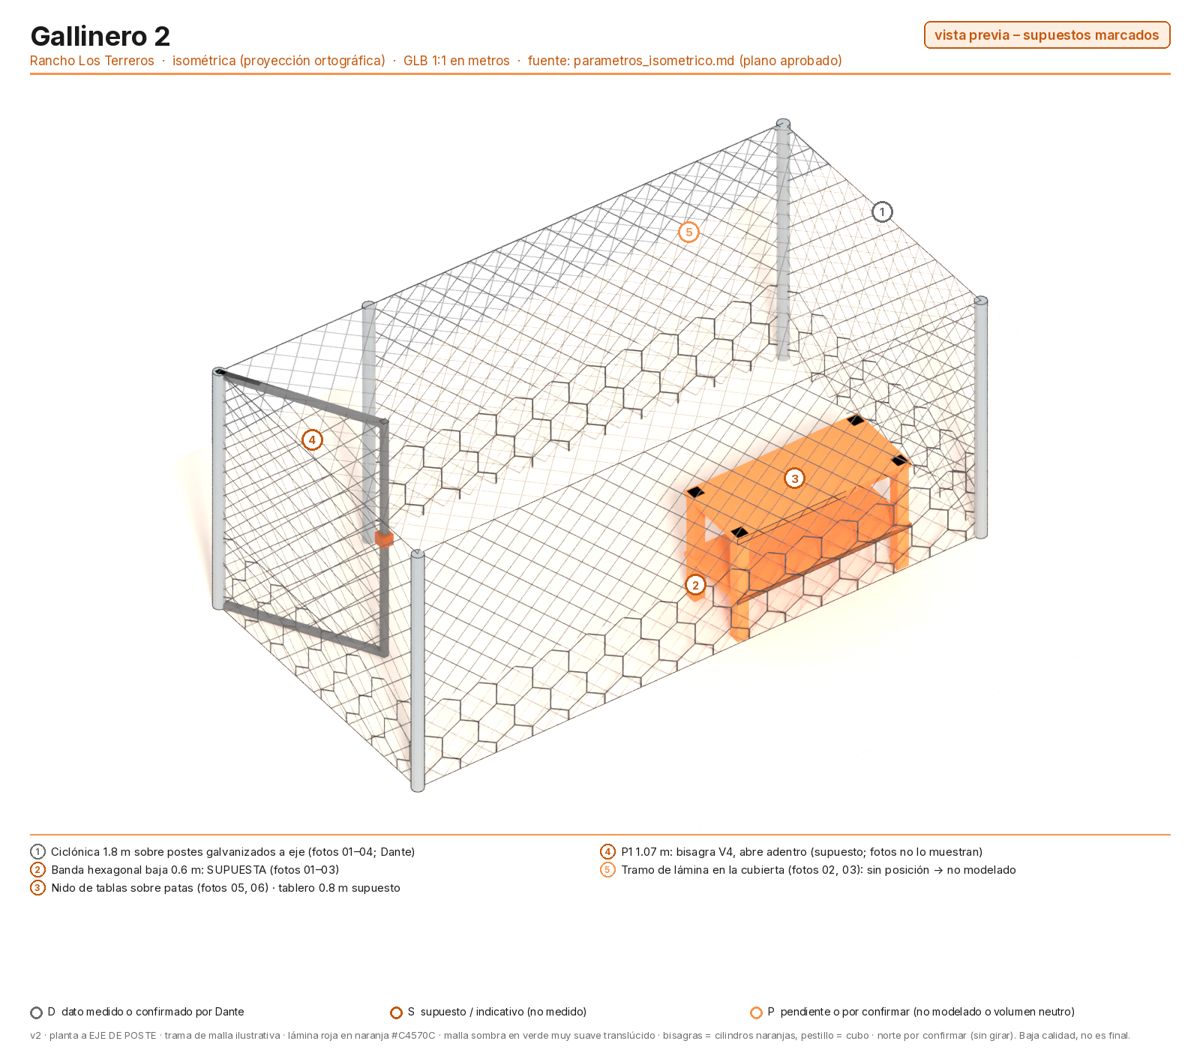 Gallinero 2
vista previa – supuestos marcados
Rancho Los Terreros · isométrica (proyección ortográfica) · GLB 1:1 en metros · fuente: parametros_isometrico.md (plano aprobado)
1
5
4
3
2
1 Ciclónica 1.8 m sobre postes galvanizados a eje (fotos 01–04; Dante)
2 Banda hexagonal baja 0.6 m: SUPUESTA (fotos 01–03)
3 Nido de tablas sobre patas (fotos 05, 06) · tablero 0.8 m supuesto
4 P1 1.07 m: bisagra V4, abre adentro (supuesto; fotos no lo muestran)
5 Tramo de lámina en la cubierta (fotos 02, 03): sin posición → no modelado
D dato medido o confirmado por Dante
S supuesto / indicativo (no medido)
P pendiente o por confirmar (no modelado o volumen neutro)
v2 · planta a EJE DE POSTE · trama de malla ilustrativa · lámina roja en naranja #C4570C · malla sombra en verde muy suave translúcido · bisagras = cilindros naranjas, pestillo = cubo · norte por confirmar (sin girar). Baja calidad, no es final.